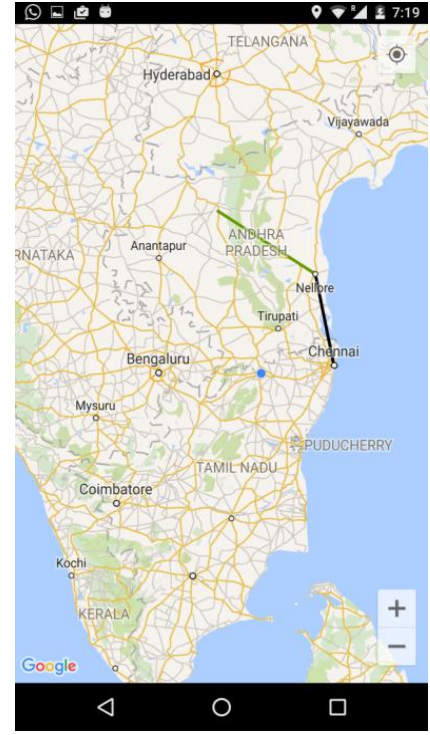 R 7:19
TELANGANA
Hyderabad
Vijayawada
ANDHRA
PRADESH
RNATAKA
Anantapur
Nellore
Tirupati
Chennai
Bengaluru
Mysuru
PUDUCHERRY
TAMIL NADU
Coimbatore
Kochi
KERALA
+
−
Google